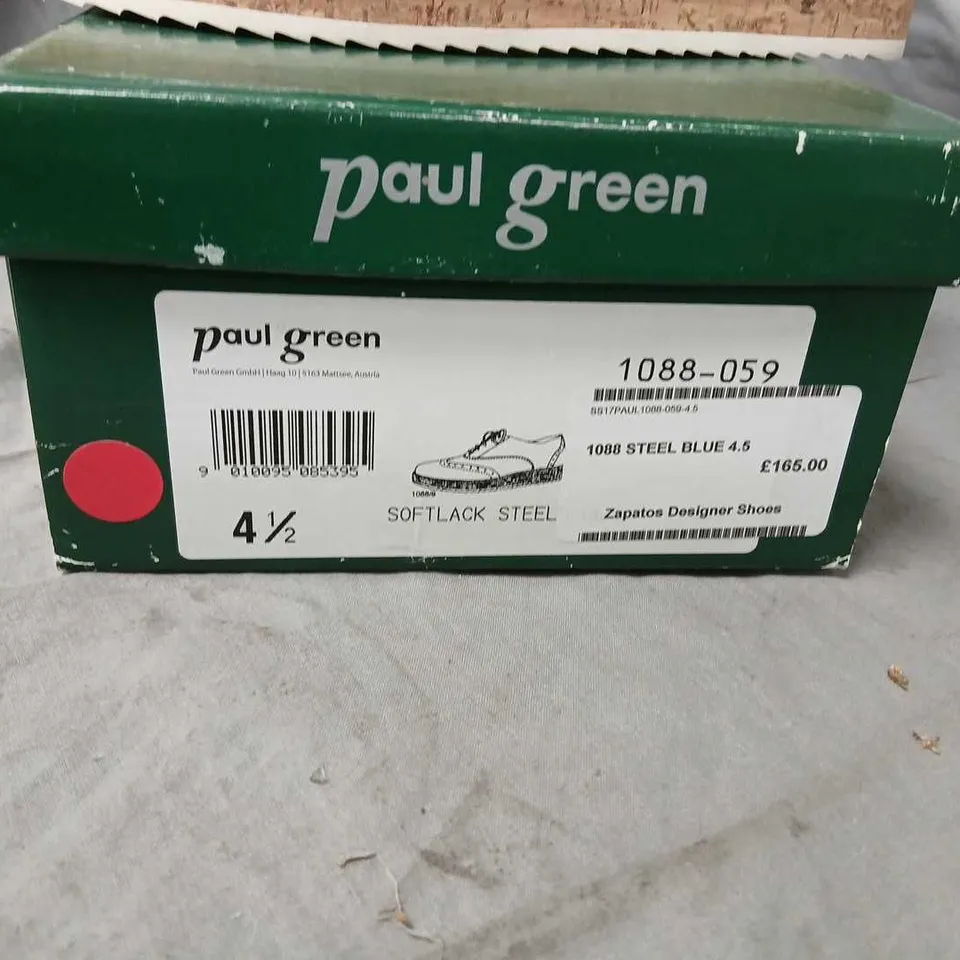 paul green
paul green
Paul Green GmbH | Haag 10 | 5163 Mattsee, Austria
1088-059
SS17PAUL1088-059-4.5
1088 STEEL BLUE 4.5
£165.00
9 010095 085395
1088/9
4 ½
SOFTLACK STEEL
Zapatos Designer Shoes